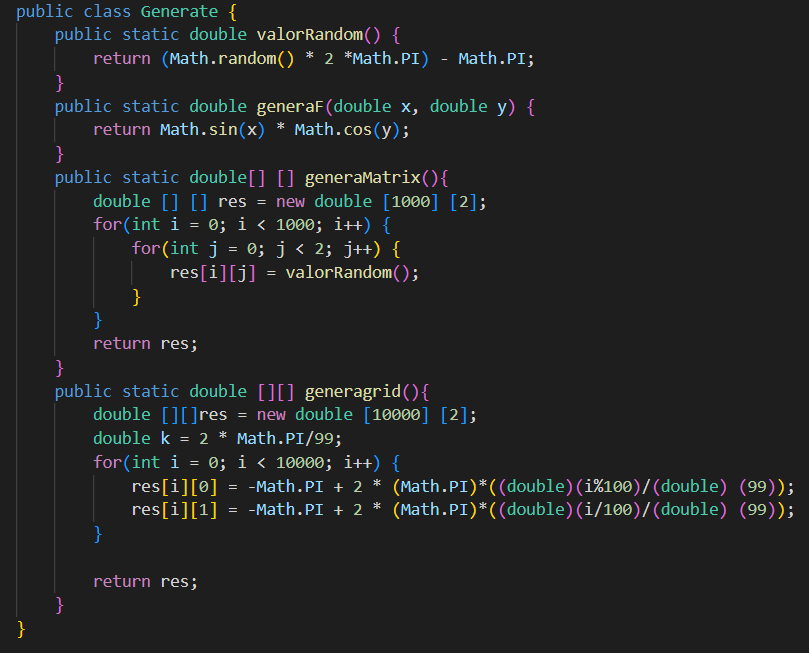 public class Generate {
    public static double valorRandom() {
        return (Math.random() * 2 *Math.PI) - Math.PI;
    }
    public static double generaF(double x, double y) {
        return Math.sin(x) * Math.cos(y);
    }
    public static double[] [] generaMatrix(){
        double [] [] res = new double [1000] [2];
        for(int i = 0; i < 1000; i++) {
            for(int j = 0; j < 2; j++) {
                res[i][j] = valorRandom();
            }
        }
        return res;
    }
    public static double [][] generagrid(){
        double [][]res = new double [10000] [2];
        double k = 2 * Math.PI/99;
        for(int i = 0; i < 10000; i++) {
            res[i][0] = -Math.PI + 2 * (Math.PI)*((double)(i%100)/(double) (99));
            res[i][1] = -Math.PI + 2 * (Math.PI)*((double)(i/100)/(double) (99));
        }

        return res;
    }
}